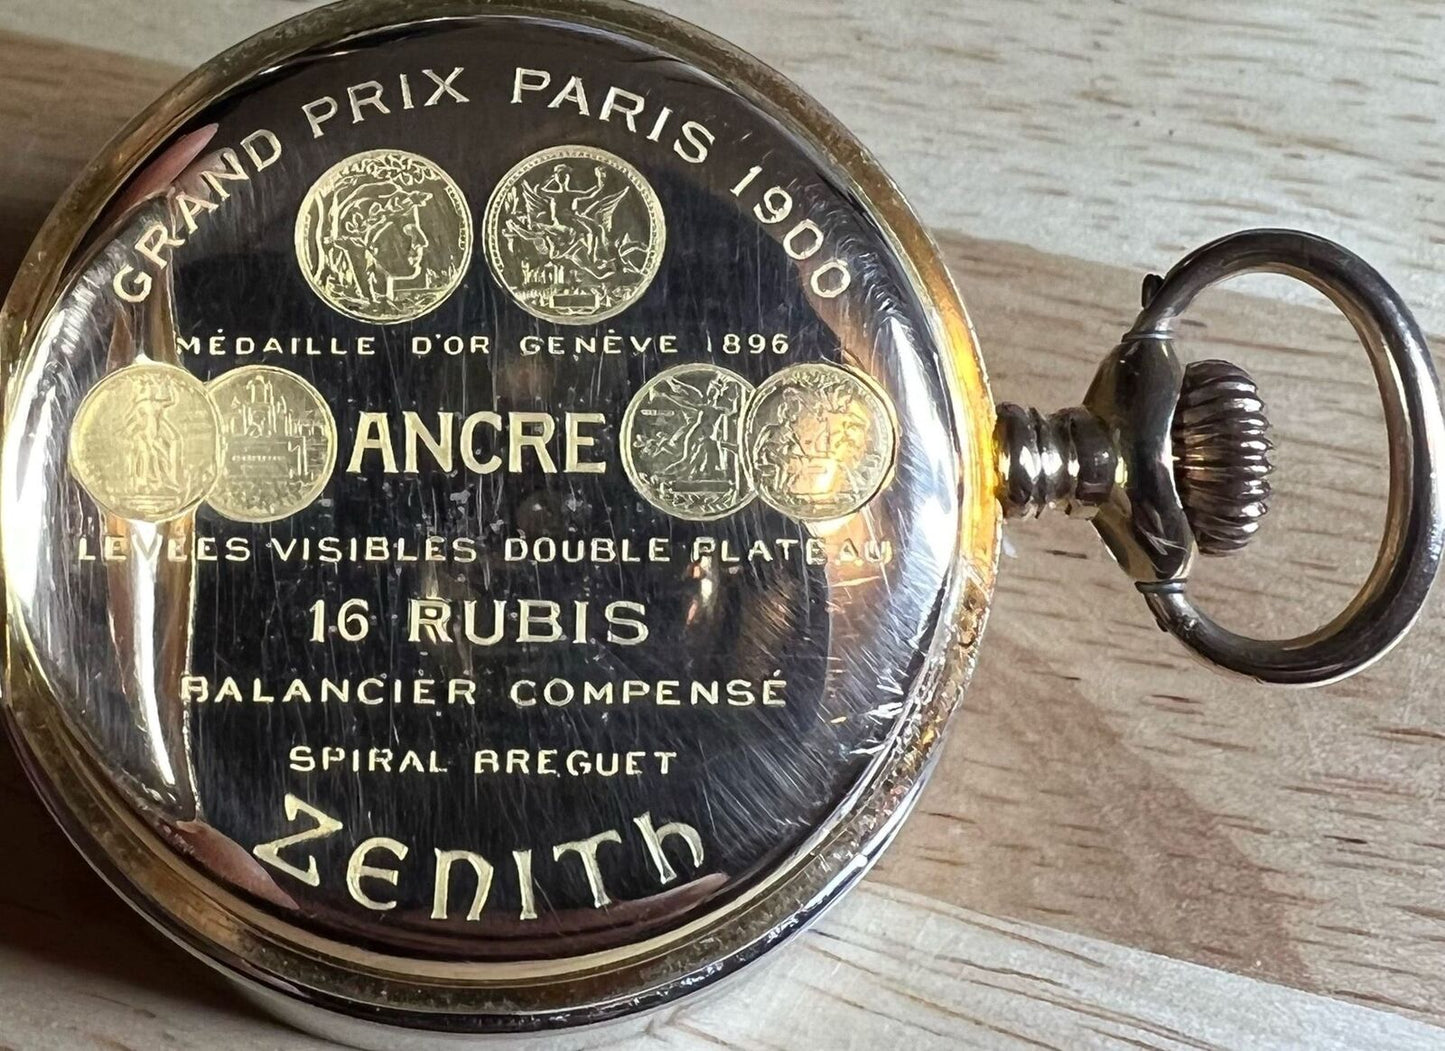 GRAND PRIX PARIS 1900
MÉDAILLE D'OR GENÈVE 1896
ANCRE
LEVÉES VISIBLES DOUBLE PLATEAU
16 RUBIS
BALANCIER COMPENSÉ
SPIRAL BREGUET
ZENITH